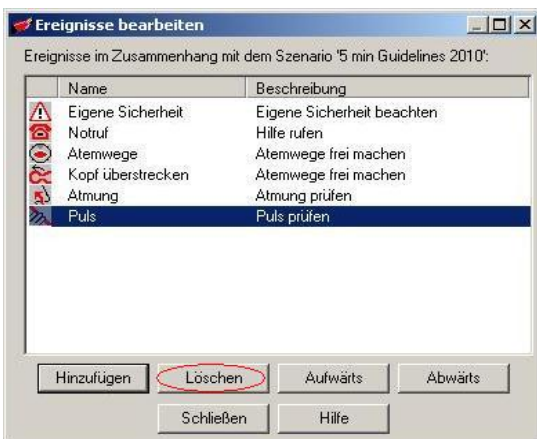 Ereignisse bearbeiten
Ereignisse im Zusammenhang mit dem Szenario '5 min Guidelines 2010':
Name Beschreibung
Eigene Sicherheit Eigene Sicherheit beachten
Notruf Hilfe rufen
Atemwege Atemwege frei machen
Kopf überstrecken Atemwege frei machen
Atmung Atmung prüfen
Puls Puls prüfen
Hinzufügen Löschen Aufwärts Abwärts
Schließen Hilfe